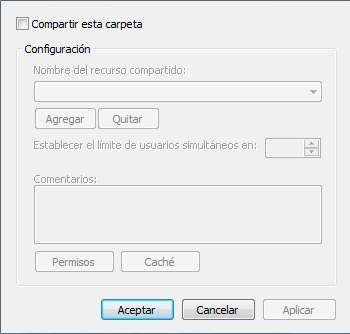 Compartir esta carpeta
Configuración
Nombre del recurso compartido:
Agregar Quitar
Establecer el límite de usuarios simultáneos en:
Comentarios:
Permisos Caché
Aceptar Cancelar Aplicar